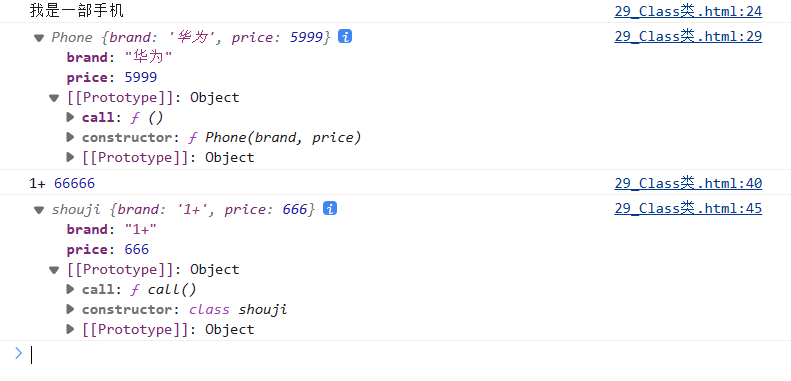 我是一部手机 29_Class类.html:24
Phone {brand: '华为', price: 5999} i 29_Class类.html:29
brand: "华为"
price: 5999
[[Prototype]]: Object
call: ƒ ()
constructor: ƒ Phone(brand, price)
[[Prototype]]: Object
1+ 66666 29_Class类.html:40
shouji {brand: '1+', price: 666} i 29_Class类.html:45
brand: "1+"
price: 666
[[Prototype]]: Object
call: ƒ call()
constructor: class shouji
[[Prototype]]: Object